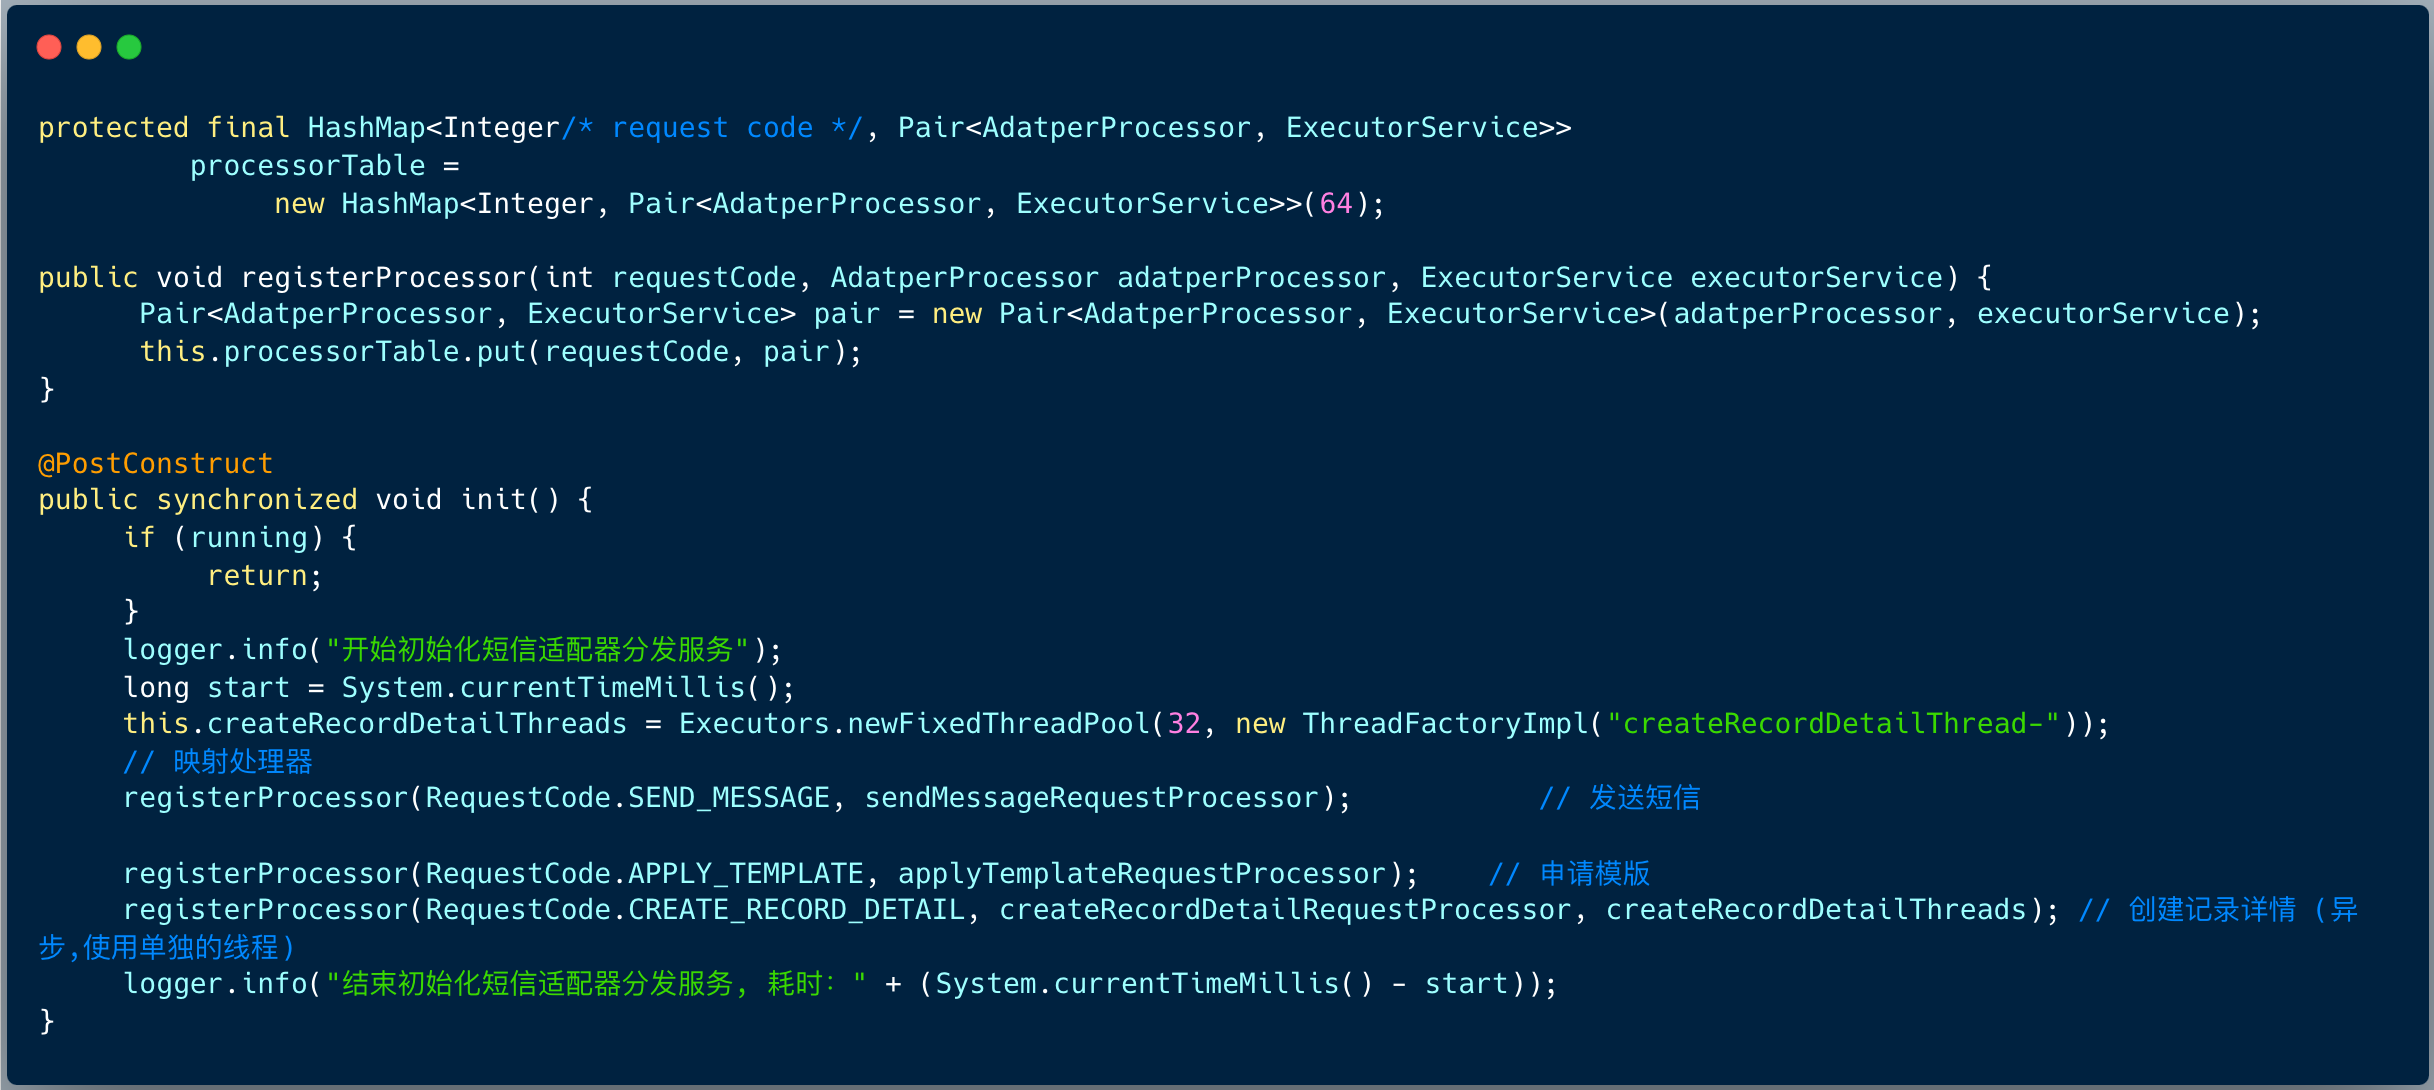 protected final HashMap<Integer/* request code */, Pair<AdatperProcessor, ExecutorService>>
processorTable =
new HashMap<Integer, Pair<AdatperProcessor, ExecutorService>>(64);
public void registerProcessor(int requestCode, AdatperProcessor adatperProcessor, ExecutorService executorService) {
Pair<AdatperProcessor, ExecutorService> pair = new Pair<AdatperProcessor, ExecutorService>(adatperProcessor, executorService);
this.processorTable.put(requestCode, pair);
}
@PostConstruct
public synchronized void init() {
if (running) {
return;
}
logger.info("开始初始化短信适配器分发服务");
long start = System.currentTimeMillis();
this.createRecordDetailThreads = Executors.newFixedThreadPool(32, new ThreadFactoryImpl("createRecordDetailThread-"));
// 映射处理器
registerProcessor(RequestCode.SEND_MESSAGE, sendMessageRequestProcessor); // 发送短信
registerProcessor(RequestCode.APPLY_TEMPLATE, applyTemplateRequestProcessor); // 申请模版
registerProcessor(RequestCode.CREATE_RECORD_DETAIL, createRecordDetailRequestProcessor, createRecordDetailThreads); // 创建记录详情 (异
步,使用单独的线程)
logger.info("结束初始化短信适配器分发服务, 耗时: " + (System.currentTimeMillis() - start));
}